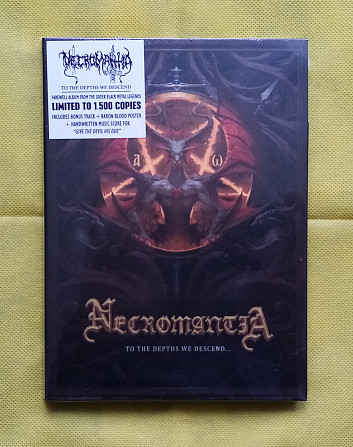 NECROMANTIA
TO THE DEPTHS WE DESCEND
FAREWELL ALBUM FROM THE GREEK BLACK METAL LEGENDS
LIMITED TO 1.500 COPIES
INCLUDES BONUS TRACK + BARON BLOOD POSTER
+ HANDWRITTEN MUSIC SCORE FOR
"GIVE THE DEVIL HIS DUE"
α ω
NECROMANTIA
TO THE DEPTHS WE DESCEND...